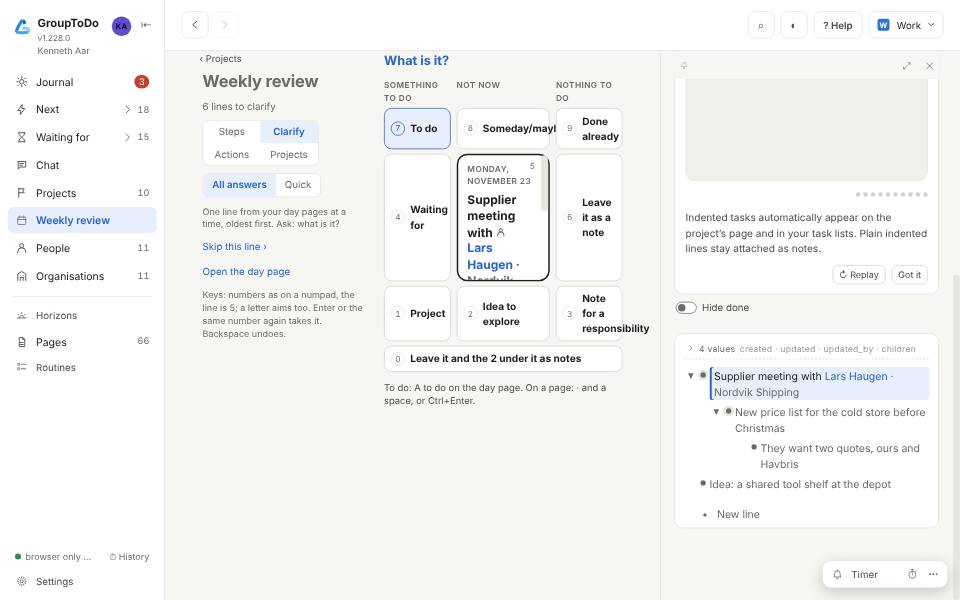 GroupToDo
v1.228.0
Kenneth Aar
KA
Journal 3
Next 18
Waiting for 15
Chat
Projects 10
Weekly review
People 11
Organisations 11
Horizons
Pages 66
Routines
browser only ...
History
Settings
? Help
W Work
‹ Projects
Weekly review
6 lines to clarify
Steps Clarify
Actions Projects
All answers Quick
One line from your day pages at a
time, oldest first. Ask: what is it?
Skip this line ›
Open the day page
Keys: numbers as on a numpad, the
line is 5; a letter aims too. Enter or the
same number again takes it.
Backspace undoes.
What is it?
SOMETHING
TO DO
NOT NOW
NOTHING TO
DO
7 To do
8 Someday/mayl
9 Done
already
4 Waiting
for
MONDAY,
NOVEMBER 23
5
Supplier
meeting
with
Lars
Haugen ·
Nordvik
6 Leave
it as a
note
1 Project
2 Idea to
explore
3 Note
for a
responsibility
0 Leave it and the 2 under it as notes
To do: A to do on the day page. On a page: · and a
space, or Ctrl+Enter.
Indented tasks automatically appear on the
project's page and in your task lists. Plain indented
lines stay attached as notes.
Replay
Got it
Hide done
4 values created · updated · updated_by · children
Supplier meeting with Lars Haugen ·
Nordvik Shipping
New price list for the cold store before
Christmas
They want two quotes, ours and
Havbris
Idea: a shared tool shelf at the depot
New line
Timer